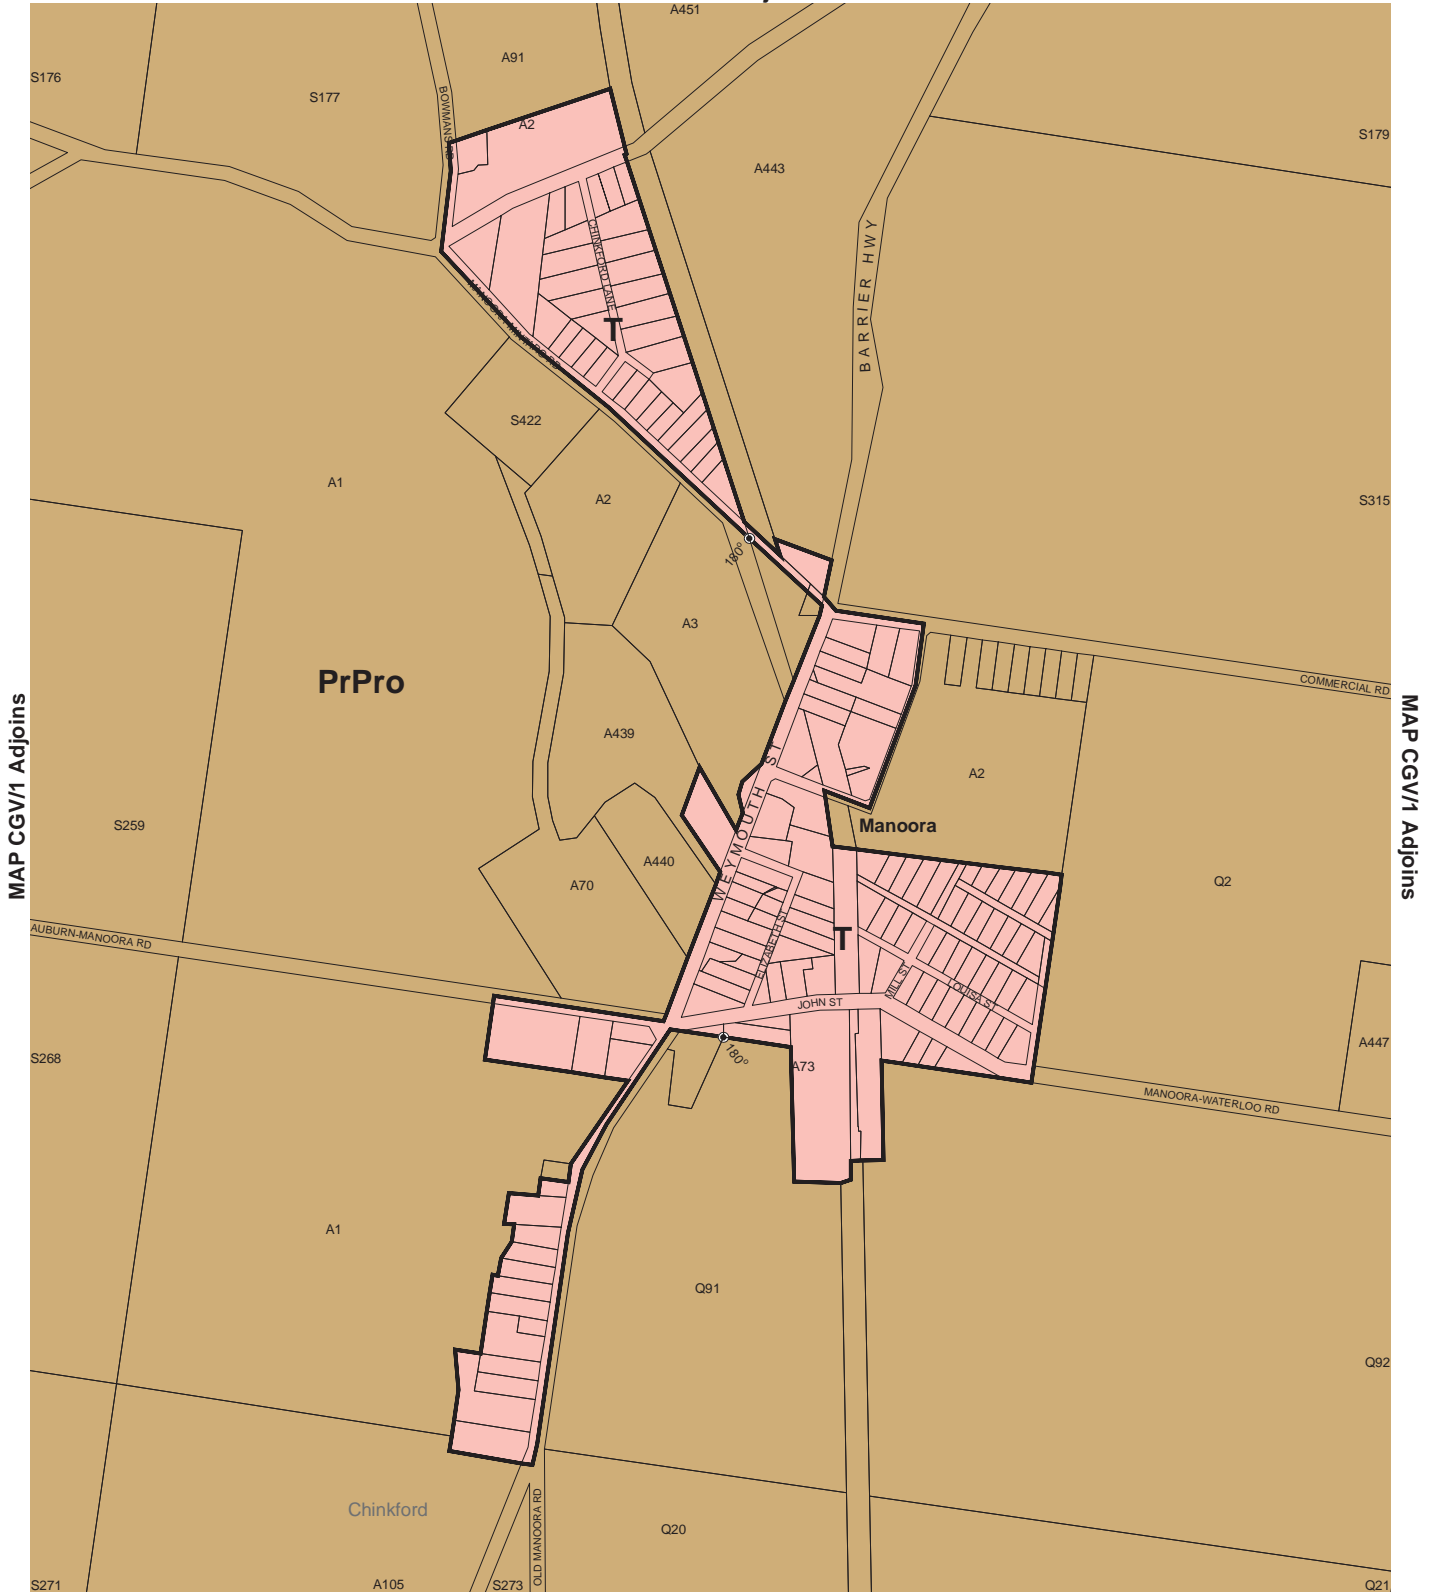 A451
A91
S176
S177
BOWMANS RD
A2
S179
A443
CHINKFORD LANE
BARRIER HWY
MANOORA-MINTARO RD
T
S422
A1
A2
S315
180°
A3
PrPro
COMMERCIAL RD
MAP CGV/1 Adjoins
MAP CGV/1 Adjoins
A439
WEYMOUTH ST
A2
S259
Manoora
A440
A70
Q2
AUBURN-MANOORA RD
T
ELIZABETH ST
MILL ST
LOUISA ST
JOHN ST
S268
180°
A73
A447
MANOORA-WATERLOO RD
A1
Q91
Q92
Chinkford
OLD MANOORA RD
Q20
S271
A105
S273
Q21